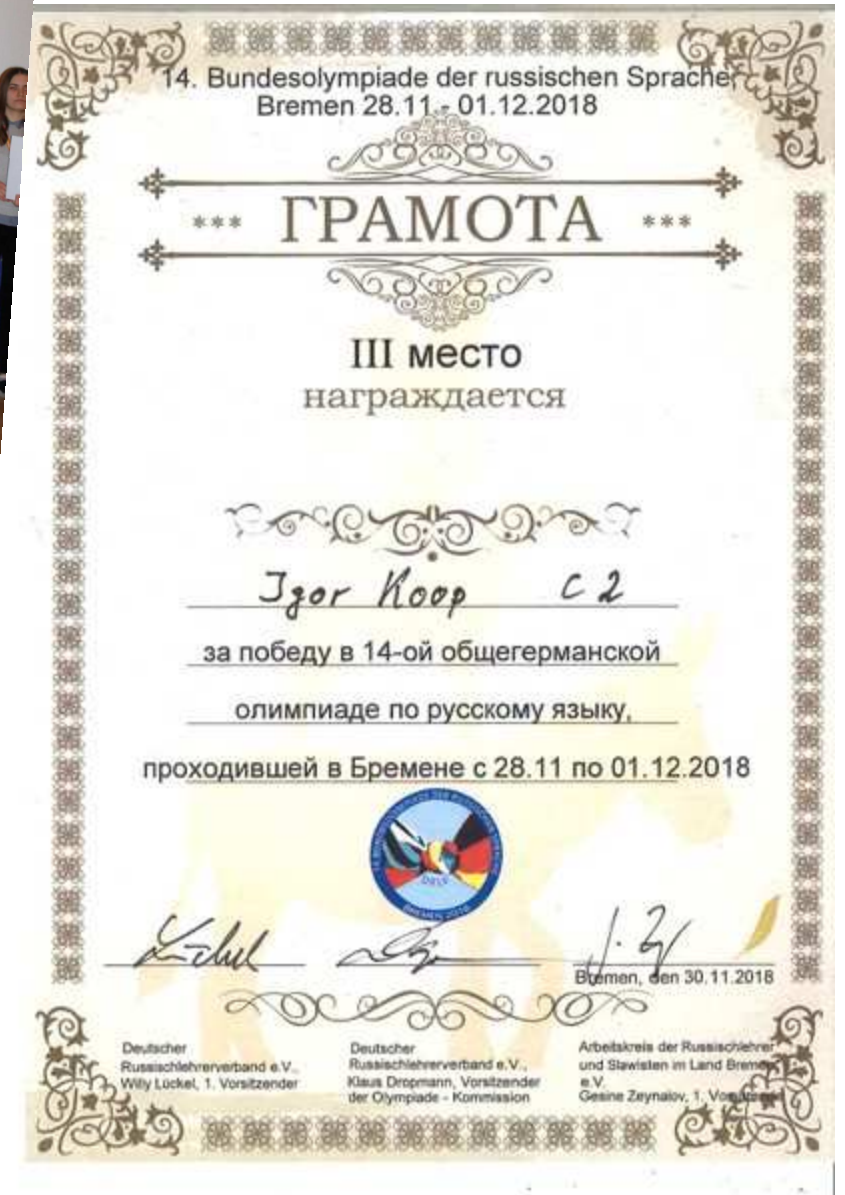 14. Bundesolympiade der russischen Sprache,
Bremen 28.11.- 01.12.2018
*** ГРАМОТА ***
III место
награждается
Igor Koop C2
за победу в 14-ой общегерманской
олимпиаде по русскому языку,
проходившей в Бремене с 28.11 по 01.12.2018
BREMEN 2018
Bremen, den 30.11.2018
Deutscher
Russischlehrerverband e.V.,
Willy Lückel, 1. Vorsitzender
Deutscher
Russischlehrerverband e.V.,
Klaus Dropmann, Vorsitzender
der Olympiade - Kommission
Arbeitskreis der Russischlehrer
und Slawisten im Land Bremen
e.V.
Gesine Zeynalov, 1.